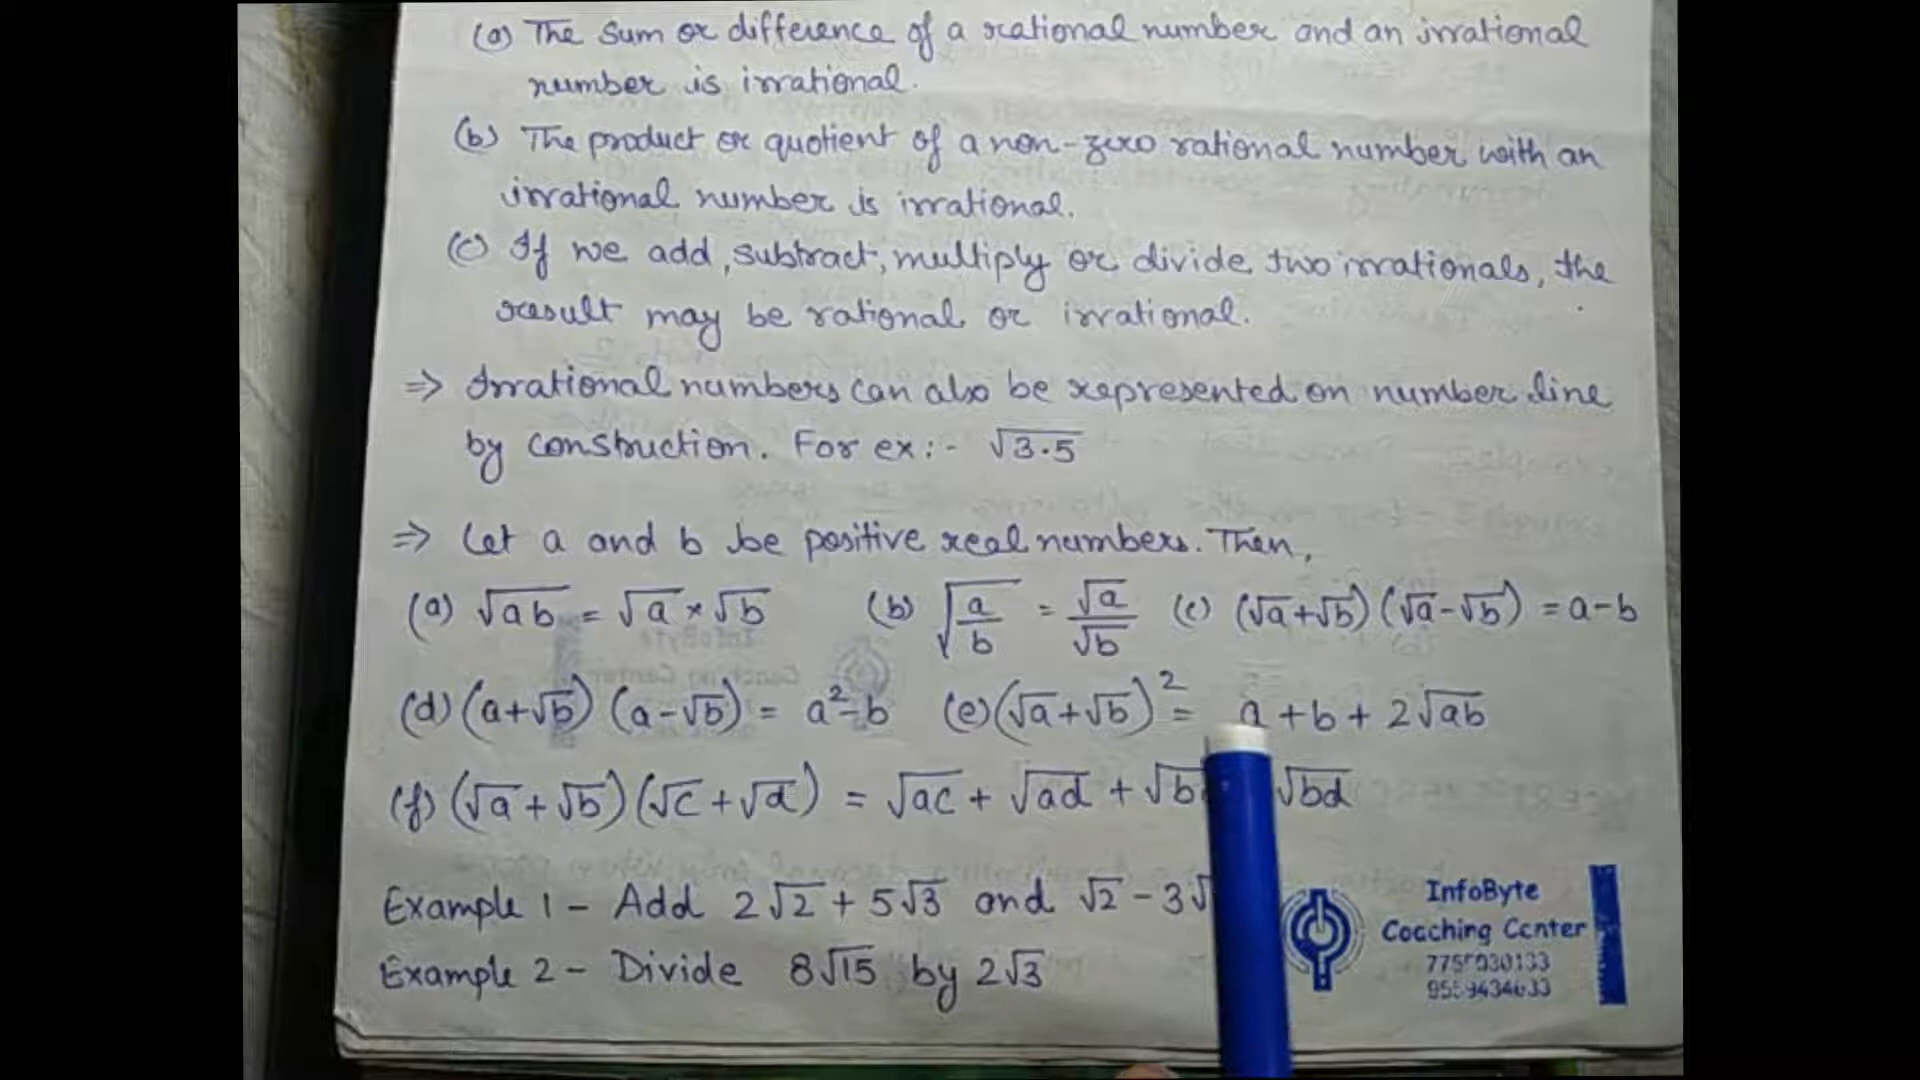 (a) The sum or difference of a rational number and an irrational
number is irrational.
(b) The product or quotient of a non-zero rational number with an
irrational number is irrational.
(c) If we add, subtract, multiply or divide two irrationals, the
result may be rational or irrational.
⇒ Irrational numbers can also be represented on number line
by construction. For ex:- √3.5
⇒ Let a and b be positive real numbers. Then,
(a) √ab = √a × √b (b) √(a/b) = √a/√b (c) (√a+√b)(√a-√b) = a-b
(d) (a+√b)(a-√b) = a²-b (e) (√a+√b)² = a+b+2√ab
(f) (√a+√b)(√c+√d) = √ac + √ad + √b √bd
Example 1 - Add 2√2 + 5√3 and √2 - 3√
Example 2 - Divide 8√15 by 2√3
InfoByte
Coaching Center